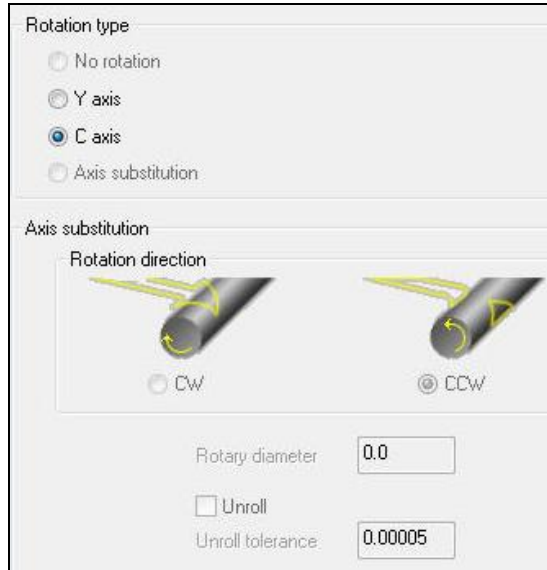 Rotation type
No rotation
Y axis
C axis
Axis substitution
Axis substitution
Rotation direction
CW
CCW
Rotary diameter 0.0
Unroll
Unroll tolerance 0.00005